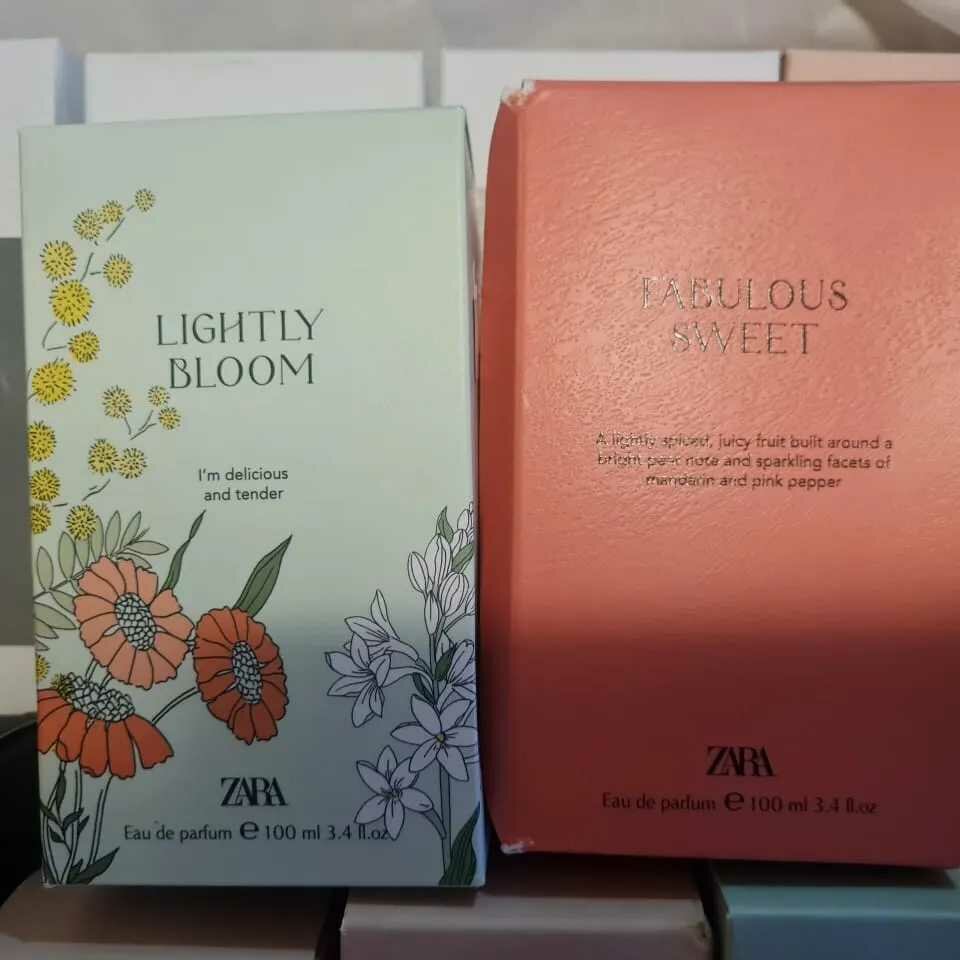 LIGHTLY
BLOOM
I'm delicious
and tender
ZARA
Eau de parfum e 100 ml 3.4 fl.oz
FABULOUS
SWEET
A lightly spiced, juicy fruit built around a
bright pear note and sparkling facets of
mandarin and pink pepper
ZARA
Eau de parfum e 100 ml 3.4 fl.oz